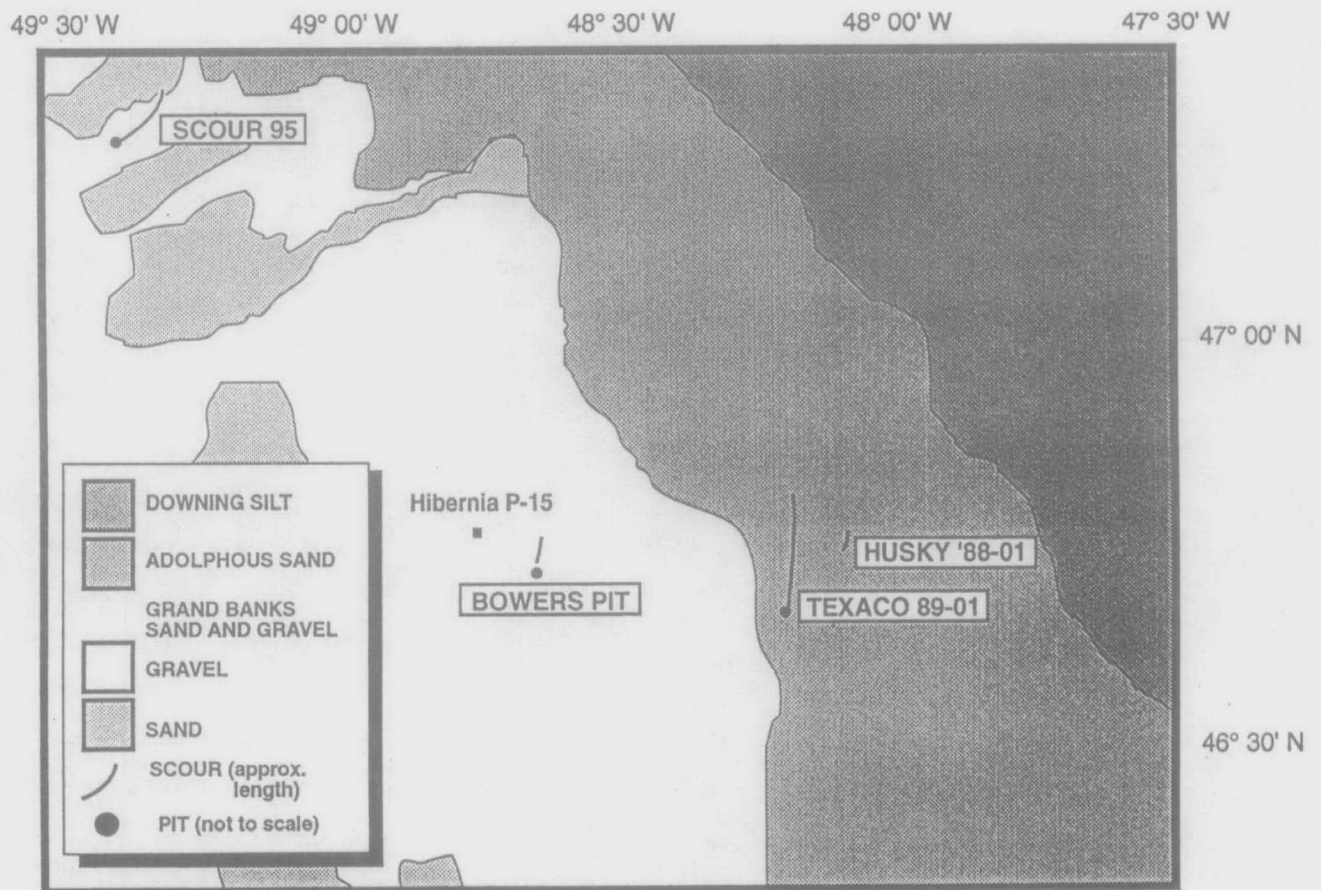 49° 30' W
49° 00' W
48° 30' W
48° 00' W
47° 30' W
SCOUR 95
47° 00' N
Hibernia P-15
BOWERS PIT
HUSKY '88-01
TEXACO 89-01
46° 30' N
DOWNING SILT
ADOLPHOUS SAND
GRAND BANKS
SAND AND GRAVEL
GRAVEL
SAND
SCOUR (approx.
length)
PIT (not to scale)